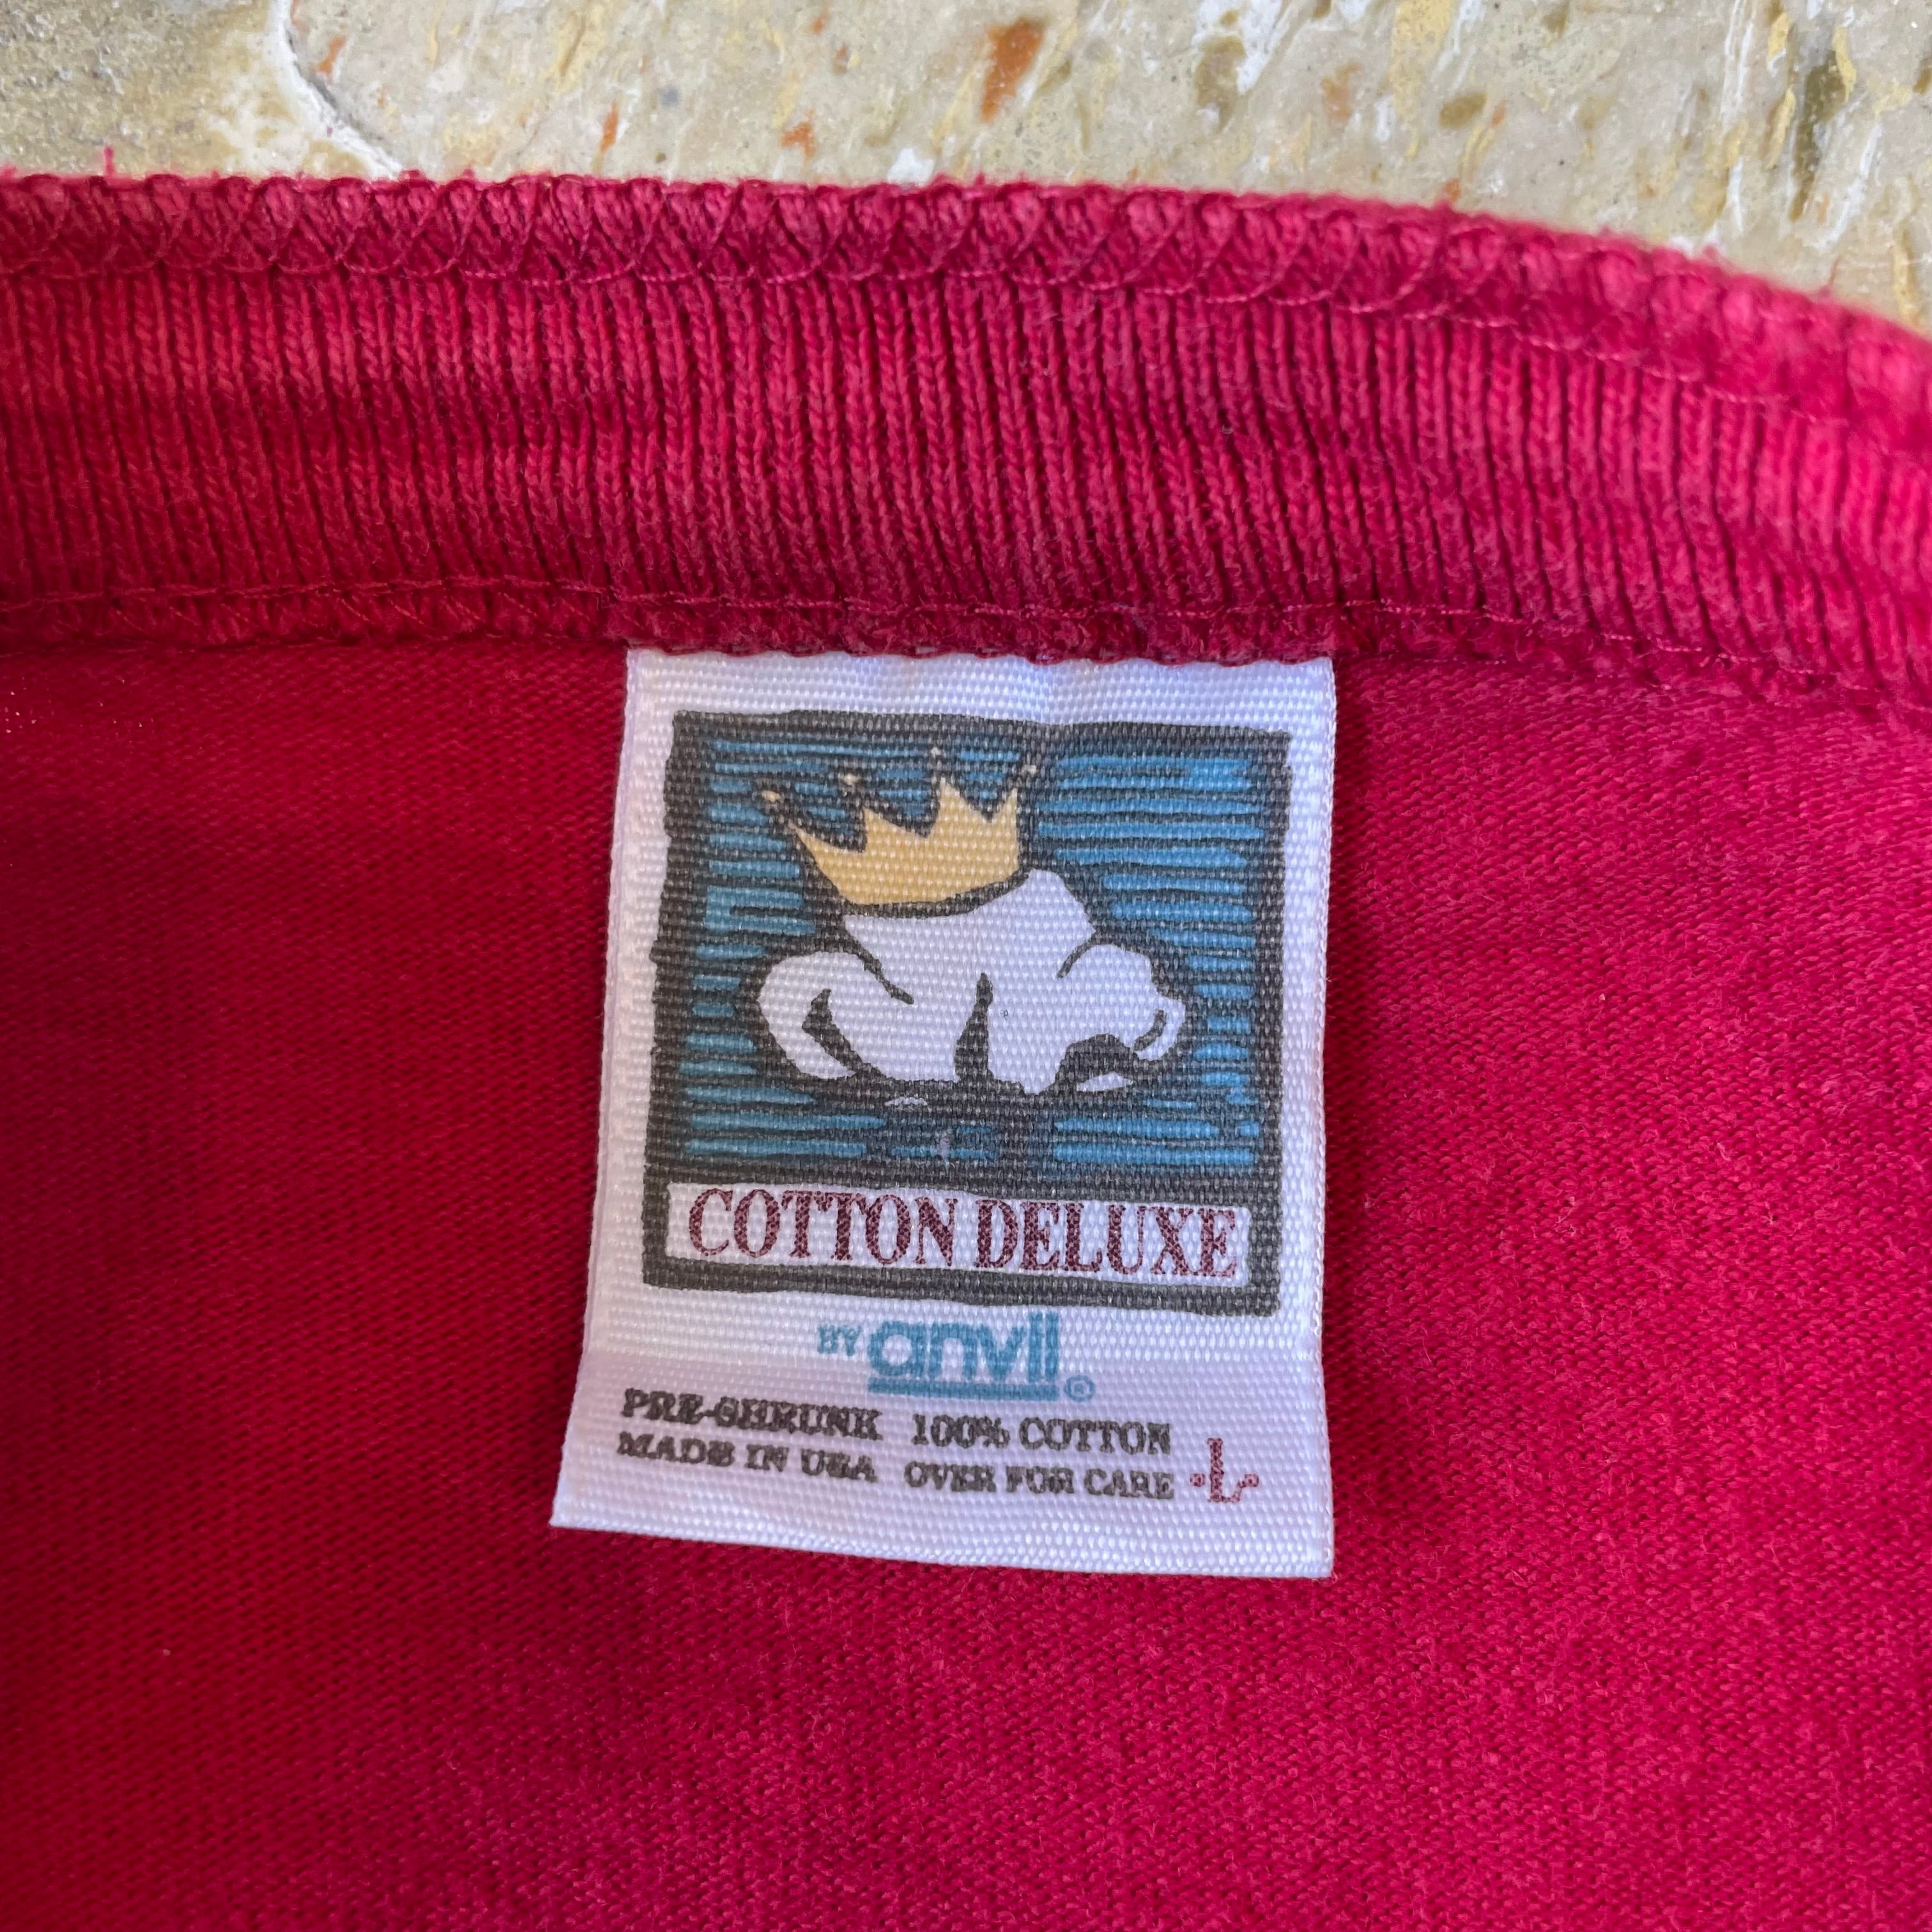 COTTON DELUXE
BY anvil®
PRE-SHRUNK 100% COTTON
MADE IN USA OVER FOR CARE
L